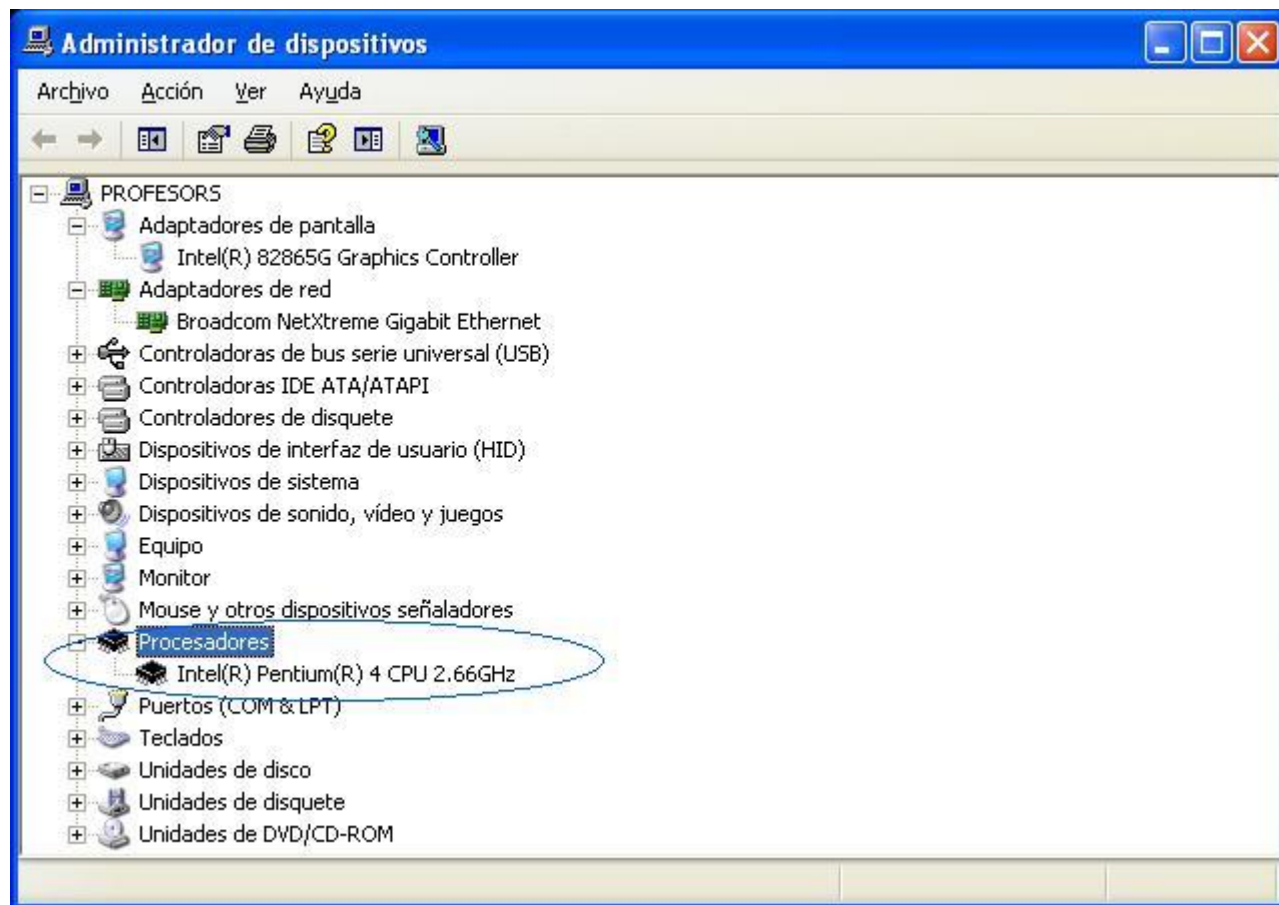 Administrador de dispositivos
Archivo Acción Ver Ayuda
PROFESORS
Adaptadores de pantalla
Intel(R) 82865G Graphics Controller
Adaptadores de red
Broadcom NetXtreme Gigabit Ethernet
Controladoras de bus serie universal (USB)
Controladoras IDE ATA/ATAPI
Controladores de disquete
Dispositivos de interfaz de usuario (HID)
Dispositivos de sistema
Dispositivos de sonido, vídeo y juegos
Equipo
Monitor
Mouse y otros dispositivos señaladores
Procesadores
Intel(R) Pentium(R) 4 CPU 2.66GHz
Puertos (COM & LPT)
Teclados
Unidades de disco
Unidades de disquete
Unidades de DVD/CD-ROM